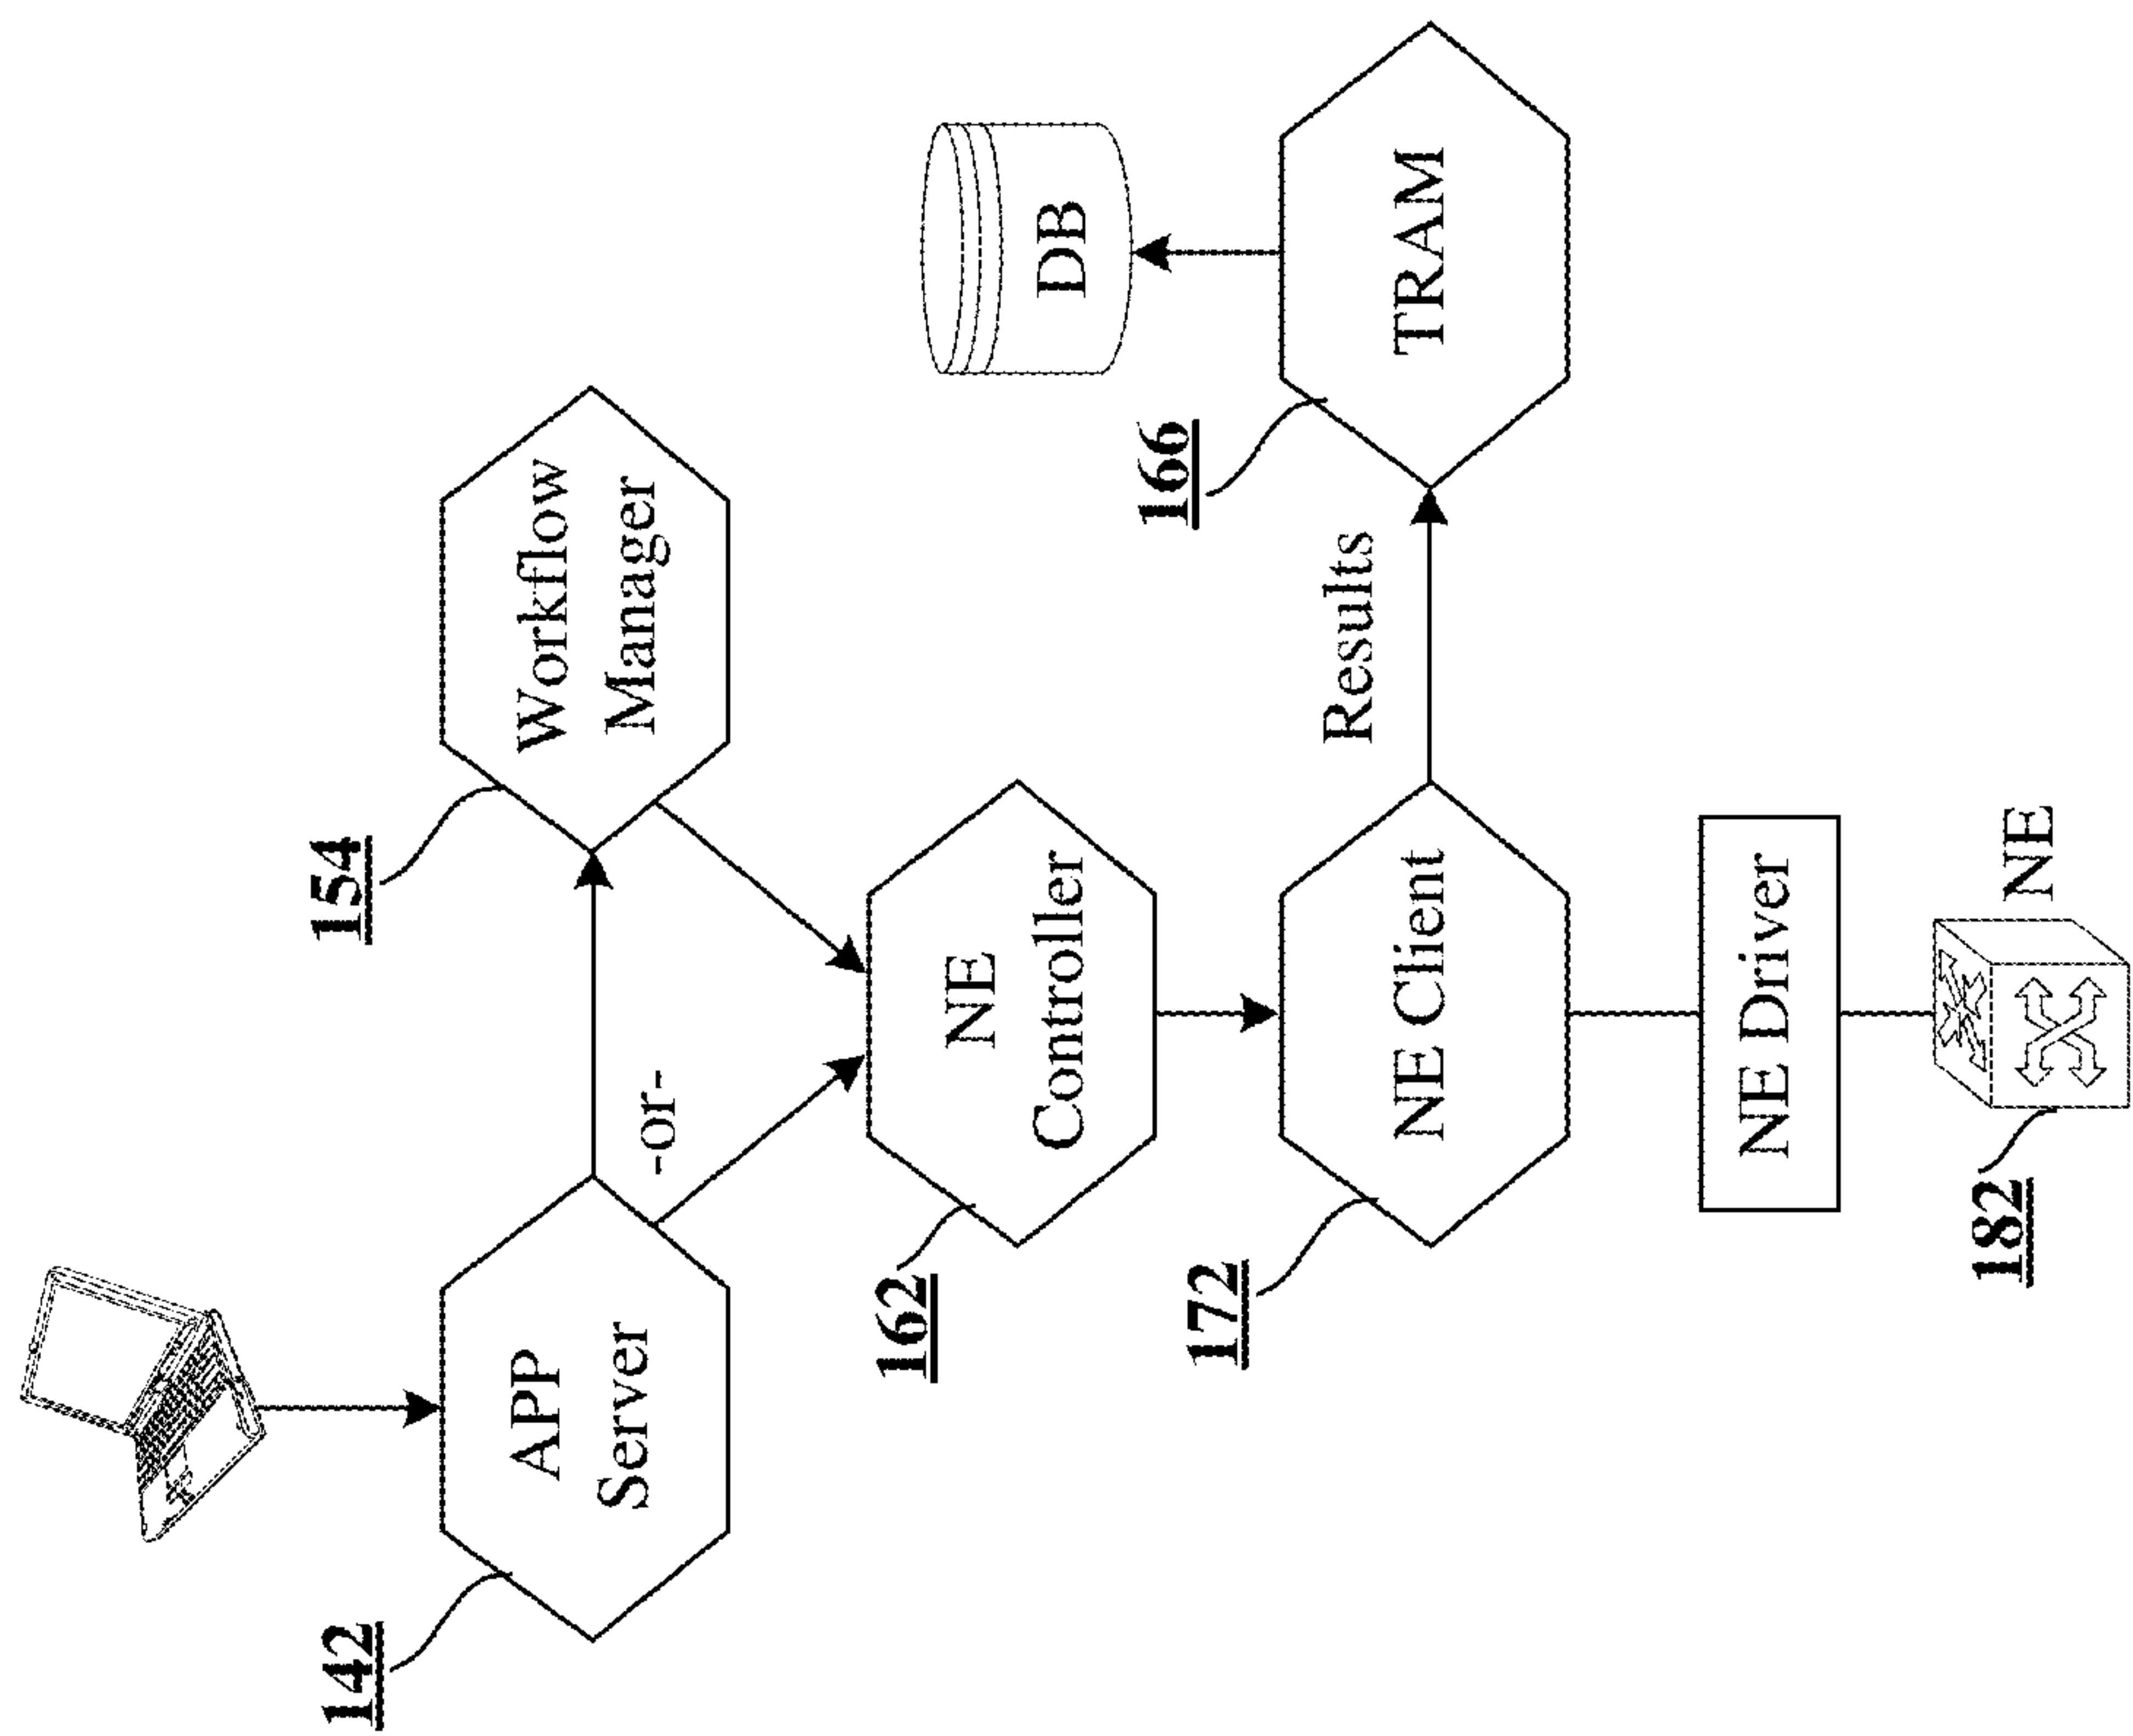 142
APP
Server
-or-
154
Workflow
Manager
162
NE
Controller
172
NE Client
Results
166
TRAM
DB
NE Driver
182
NE